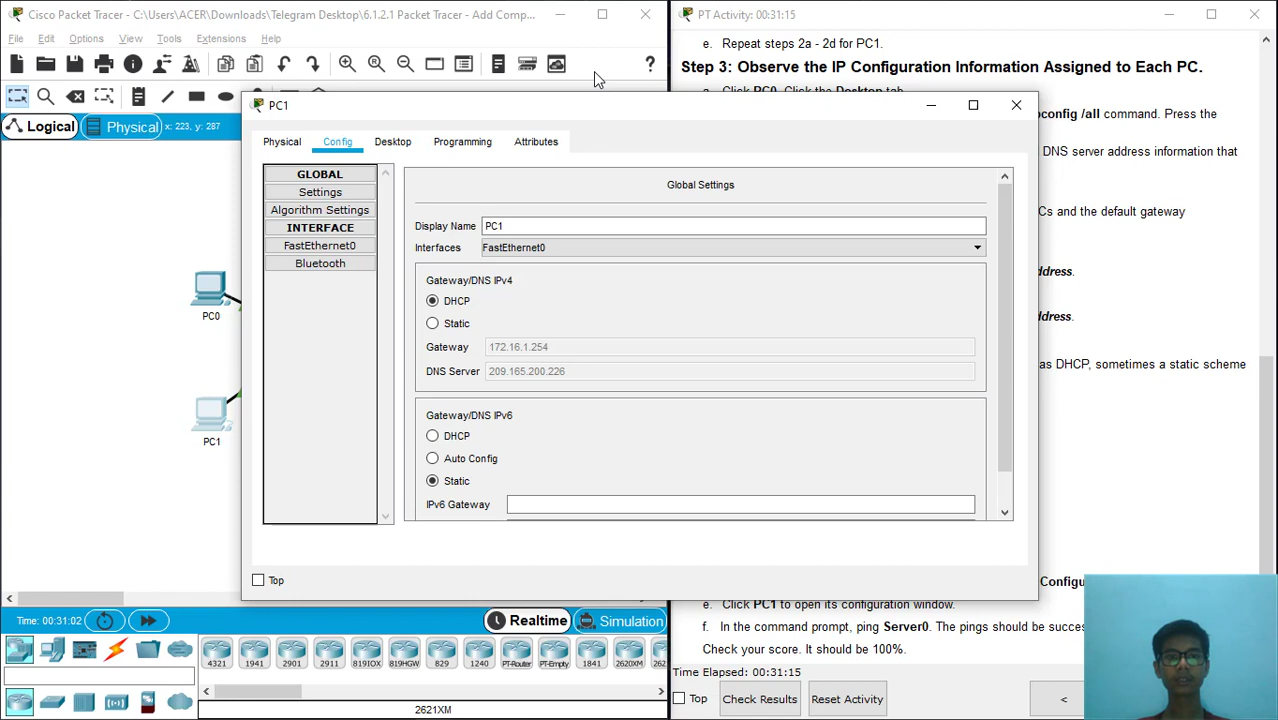 Cisco Packet Tracer - C:\Users\ACER\Downloads\Telegram Desktop\6.1.2.1 Packet Tracer - Add Comp...
File Edit Options View Tools Extensions Help
Logical Physical x: 223, y: 287
PC0
PC1
PC1
Physical Config Desktop Programming Attributes
GLOBAL
Settings
Algorithm Settings
INTERFACE
FastEthernet0
Bluetooth
Global Settings
Display Name PC1
Interfaces FastEthernet0
Gateway/DNS IPv4
DHCP
Static
Gateway 172.16.1.254
DNS Server 209.165.200.226
Gateway/DNS IPv6
DHCP
Auto Config
Static
IPv6 Gateway
Top
Time: 00:31:02 Realtime Simulation
4321 1941 2901 2911 819IOX 819HGW 829 1240 PT-Router PT-Empty 1841 2620XM
2621XM
PT Activity: 00:31:15
e. Repeat steps 2a - 2d for PC1.
Step 3: Observe the IP Configuration Information Assigned to Each PC.
a. Click PC0. Click the Desktop tab.
/all command. Press the
DNS server address information that
and the default gateway
as DHCP, sometimes a static scheme
e. Click PC1 to open its configuration window.
f. In the command prompt, ping Server0. The pings should be
Check your score. It should be 100%.
Time Elapsed: 00:31:15
Top Check Results Reset Activity <